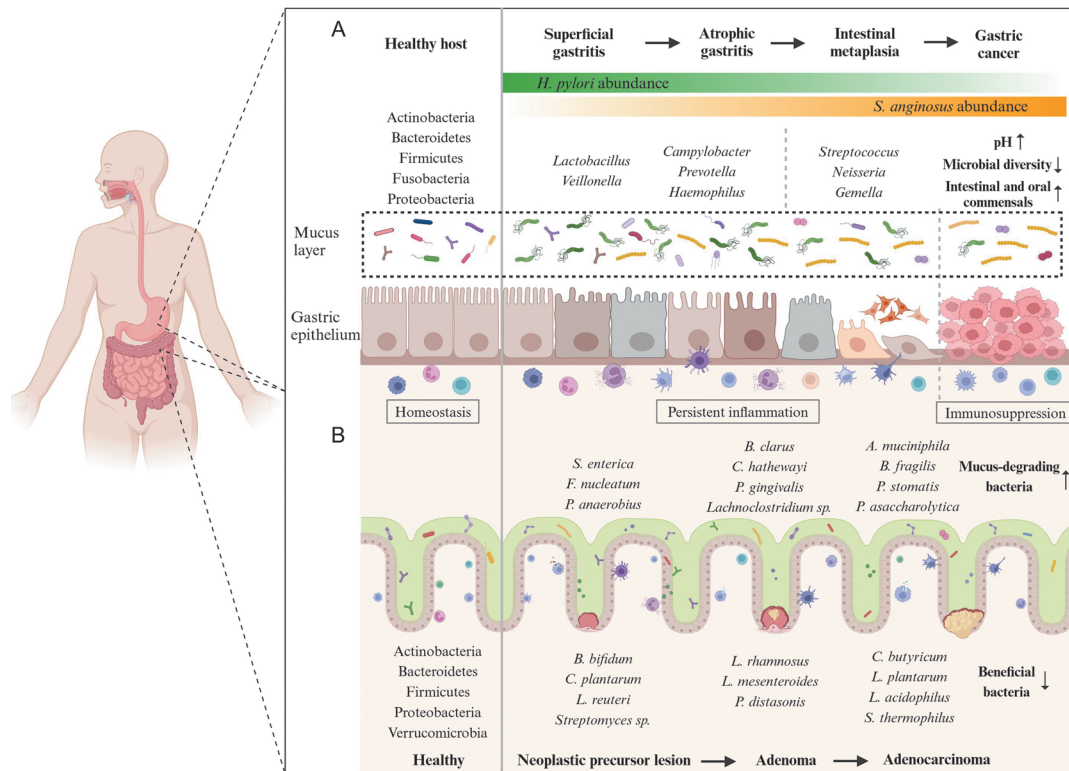 A
Healthy host
Superficial gastritis
Atrophic gastritis
Intestinal metaplasia
Gastric cancer
H. pylori abundance
S. anginosus abundance
Actinobacteria
Bacteroidetes
Firmicutes
Fusobacteria
Proteobacteria
Lactobacillus
Veillonella
Campylobacter
Prevotella
Haemophilus
Streptococcus
Neisseria
Gemella
pH ↑
Microbial diversity ↓
Intestinal and oral commensals ↑
Mucus layer
Gastric epithelium
Homeostasis
Persistent inflammation
Immunosuppression
B
S. enterica
F. nucleatum
P. anaerobius
B. clarus
C. hathewayi
P. gingivalis
Lachnoclostridium sp.
A. muciniphila
B. fragilis
P. stomatis
P. asaccharolytica
Mucus-degrading bacteria ↑
Actinobacteria
Bacteroidetes
Firmicutes
Proteobacteria
Verrucomicrobia
B. bifidum
C. plantarum
L. reuteri
Streptomyces sp.
L. rhamnosus
L. mesenteroides
P. distasonis
C. butyricum
L. plantarum
L. acidophilus
S. thermophilus
Beneficial bacteria ↓
Healthy
Neoplastic precursor lesion
Adenoma
Adenocarcinoma